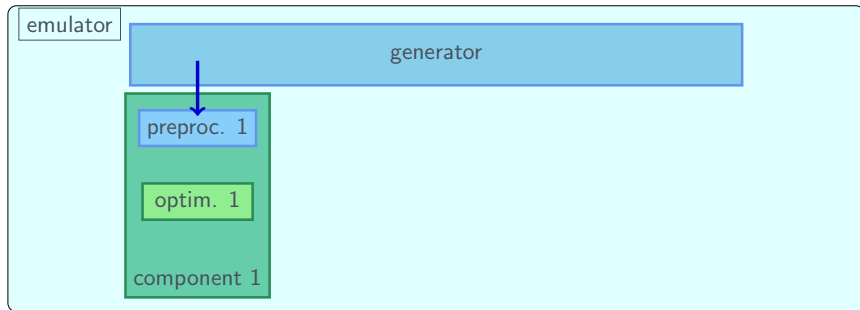 emulator
generator
preproc. 1
optim. 1
component 1